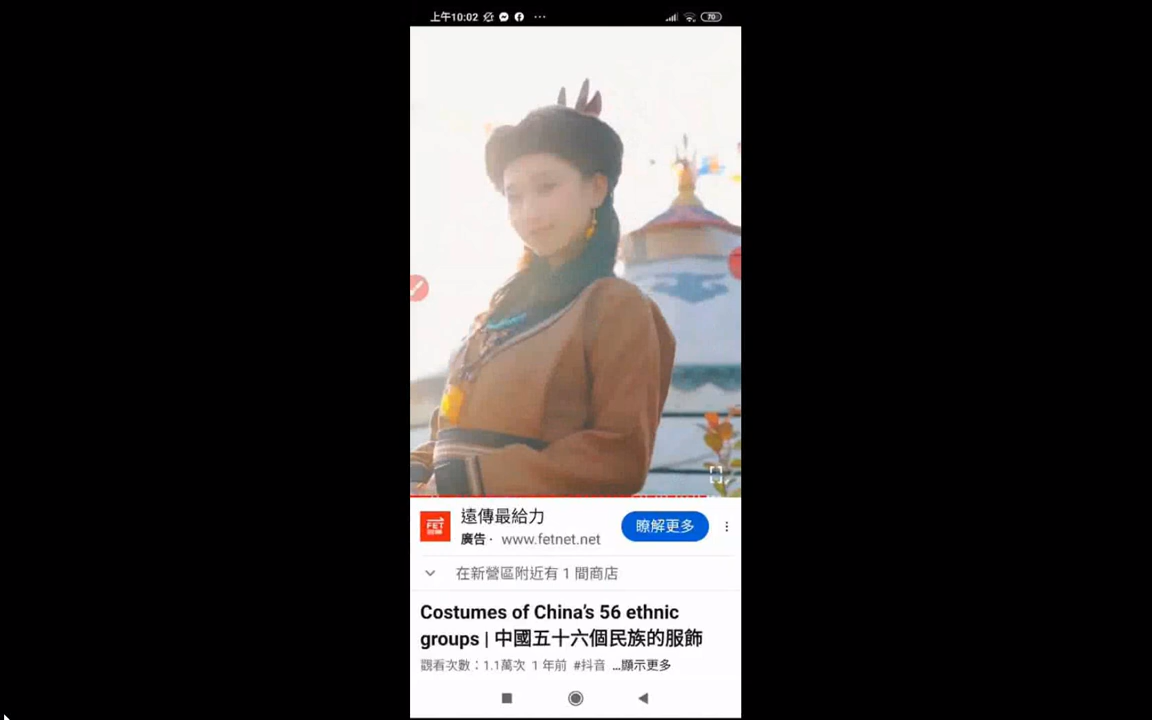 上午10:02
70
FET
遠傳最給力
廣告 · www.fetnet.net
瞭解更多
在新營區附近有 1 間商店
Costumes of China's 56 ethnic
groups | 中國五十六個民族的服飾
觀看次數：1.1萬次 1 年前 #抖音 ...顯示更多